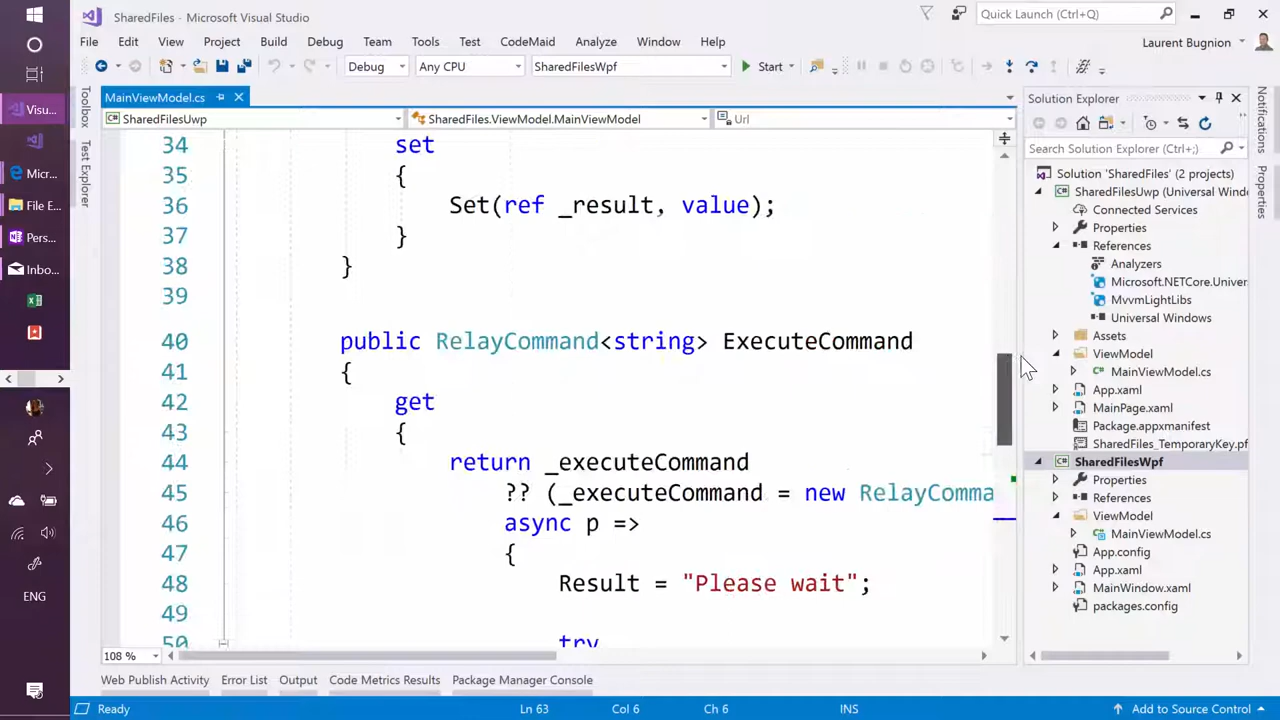 SharedFiles - Microsoft Visual Studio
Quick Launch (Ctrl+Q)
File Edit View Project Build Debug Team Tools Test CodeMaid Analyze Window Help
Laurent Bugnion
Debug Any CPU SharedFilesWpf Start
Visu...
Micr...
File E...
Pers...
Inbo...
ENG
Toolbox
Test Explorer
MainViewModel.cs
SharedFilesUwp SharedFiles.ViewModel.MainViewModel Url
34 set
35 {
36 Set(ref _result, value);
37 }
38 }
39
40 public RelayCommand<string> ExecuteCommand
41 {
42 get
43 {
44 return _executeCommand
45 ?? (_executeCommand = new RelayComma
46 async p =>
47 {
48 Result = "Please wait";
49
50 try
108 %
Solution Explorer
Search Solution Explorer (Ctrl+;)
Solution 'SharedFiles' (2 projects)
SharedFilesUwp (Universal Windo
Connected Services
Properties
References
Analyzers
Microsoft.NETCore.Univer
MvvmLightLibs
Universal Windows
Assets
ViewModel
MainViewModel.cs
App.xaml
MainPage.xaml
Package.appxmanifest
SharedFiles_TemporaryKey.pf
SharedFilesWpf
Properties
References
ViewModel
MainViewModel.cs
App.config
App.xaml
MainWindow.xaml
packages.config
Notifications
Properties
Web Publish Activity Error List Output Code Metrics Results Package Manager Console
Ready Ln 63 Col 6 Ch 6 INS Add to Source Control